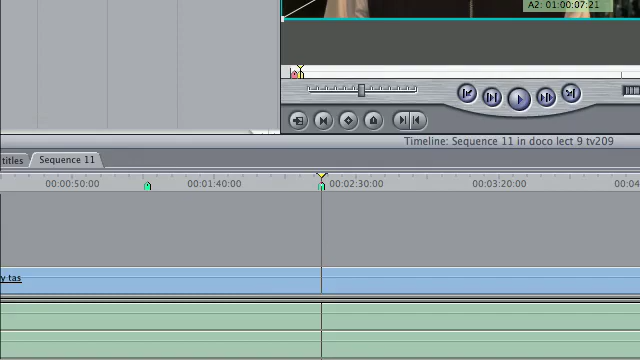 A2: 01:00:07:21
Timeline: Sequence 11 in doco lect 9 tv209
titles
Sequence 11
00:00:50:00
00:01:40:00
00:02:30:00
00:03:20:00
00:04
y tas